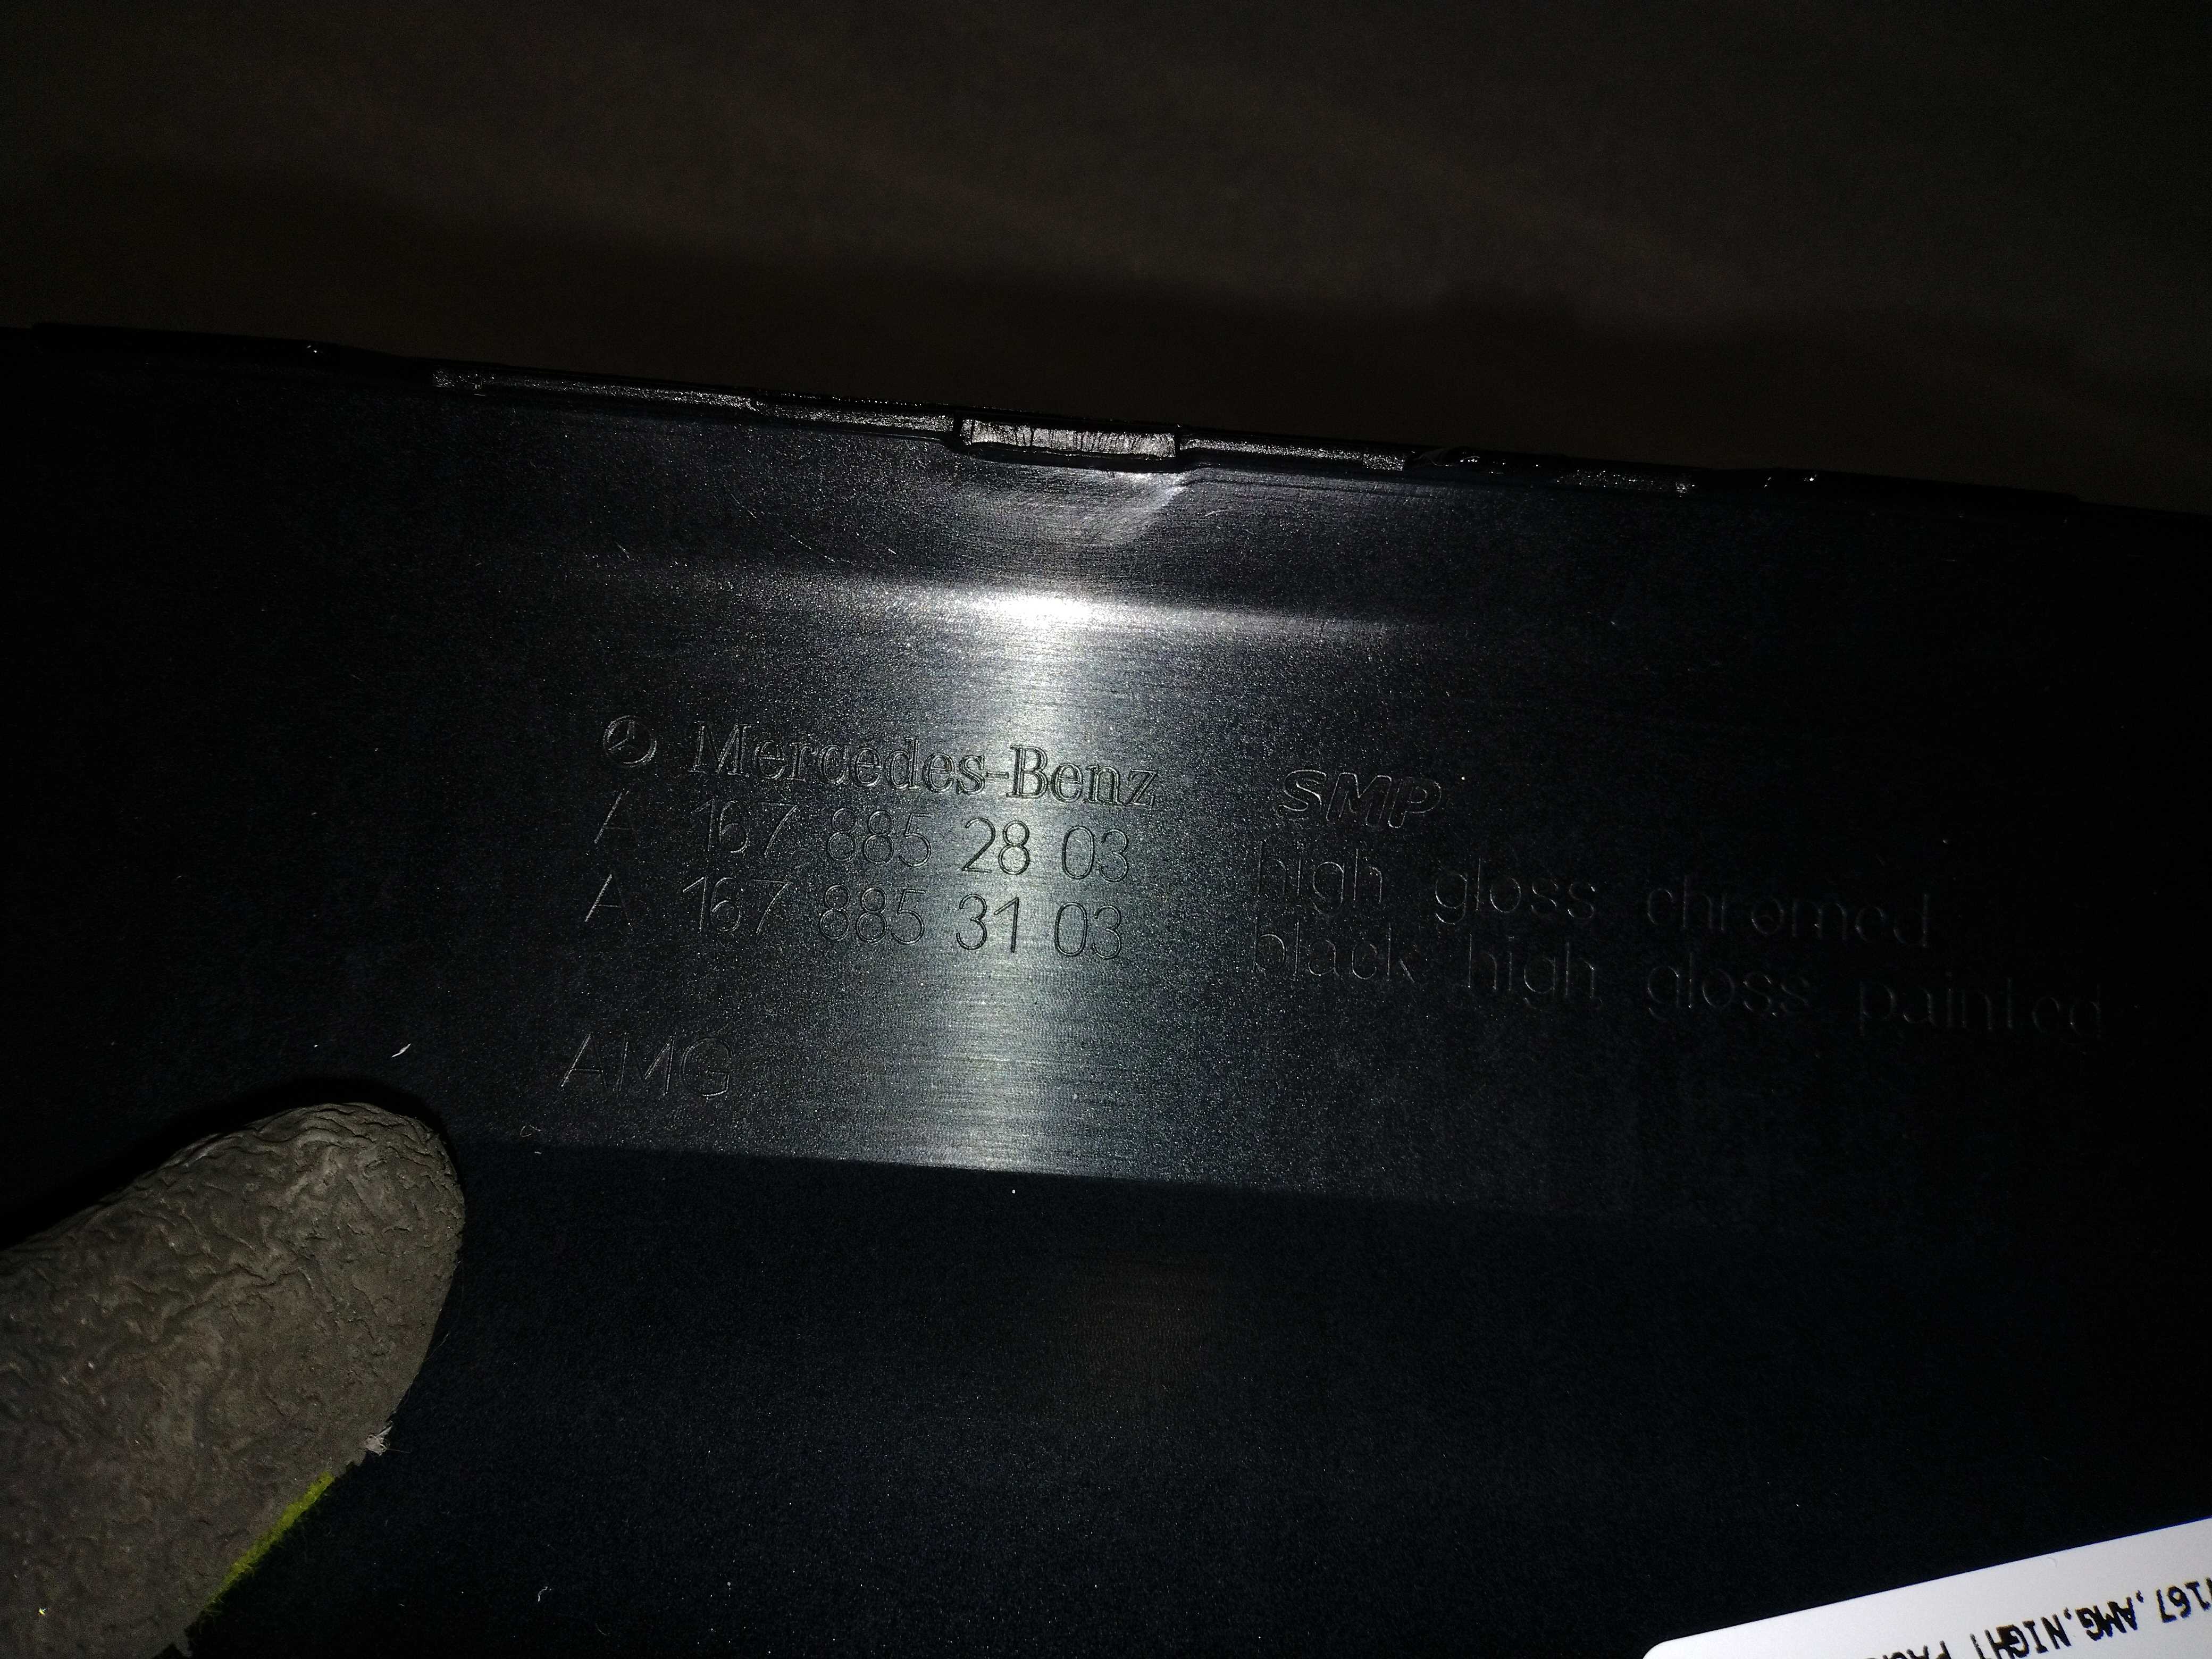 Mercedes-Benz SMP
A 167 885 28 03 high gloss chromed
A 167 885 31 03 black high gloss painted
AMG
167,AMG,NIGHT